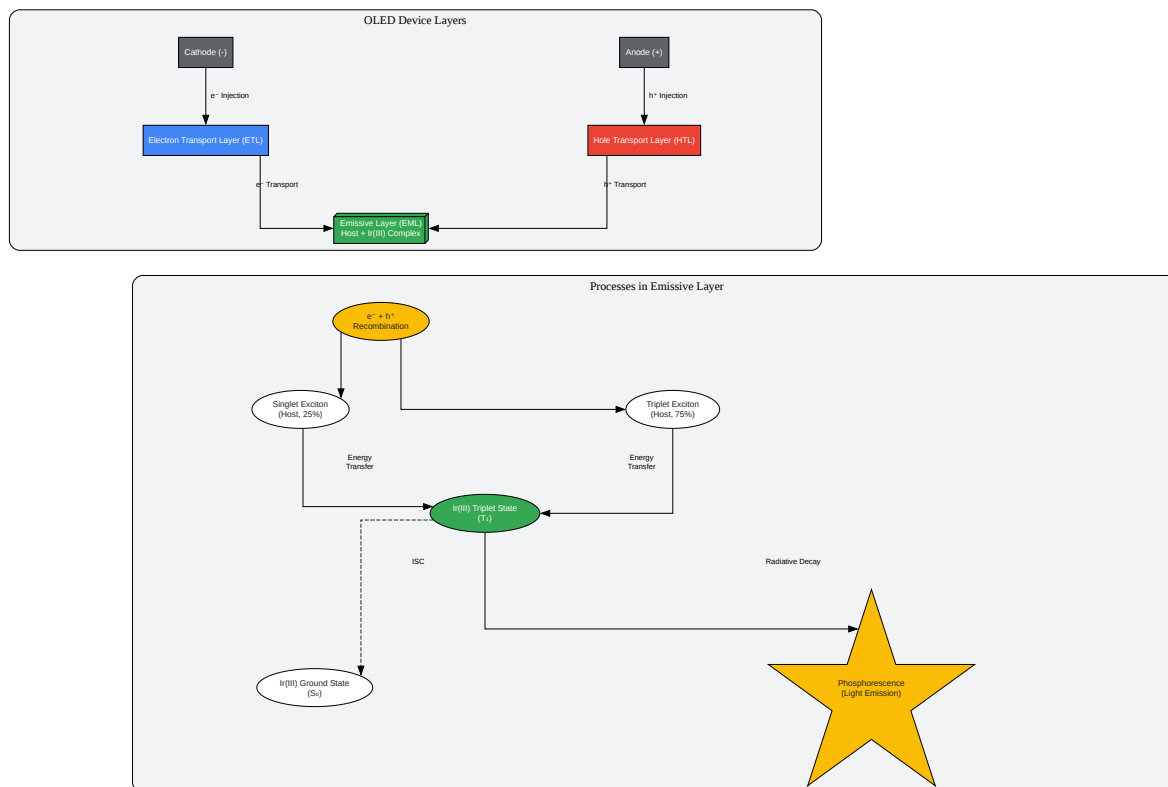 OLED Device Layers
Cathode (-)
Anode (+)
e⁻ Injection
h⁺ Injection
Electron Transport Layer (ETL)
Hole Transport Layer (HTL)
e⁻ Transport
h⁺ Transport
Emissive Layer (EML)
Host + Ir(III) Complex
Processes in Emissive Layer
e⁻ + h⁺
Recombination
Singlet Exciton
(Host, 25%)
Triplet Exciton
(Host, 75%)
Energy
Transfer
Energy
Transfer
Ir(III) Triplet State
(T₁)
ISC
Radiative Decay
Ir(III) Ground State
(S₀)
Phosphorescence
(Light Emission)